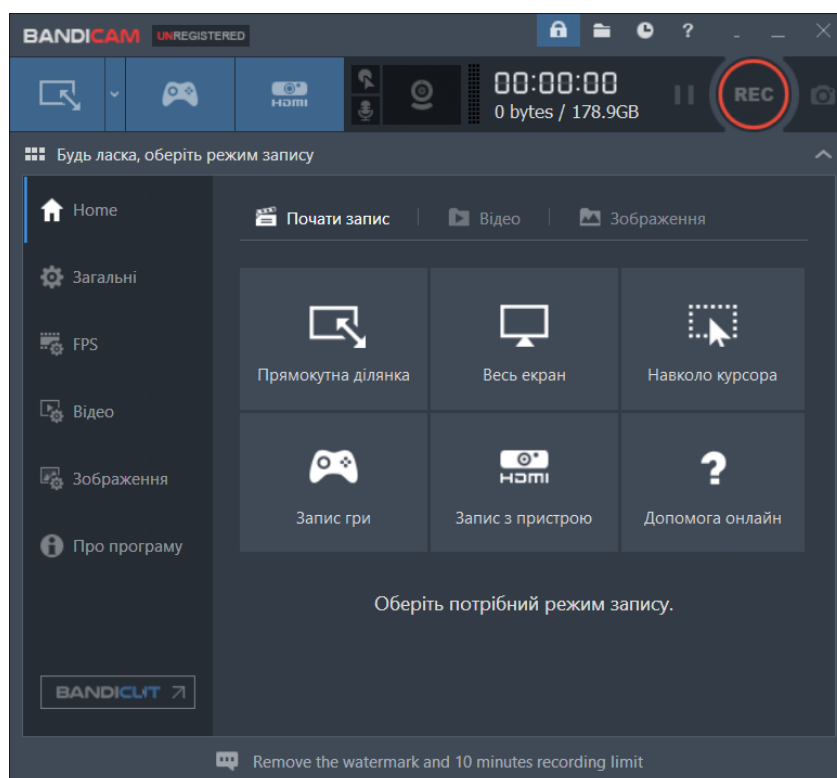 BANDICAM UNREGISTERED
?
HDMI
00:00:00
0 bytes / 178.9GB
REC
Будь ласка, оберіть режим запису
Home
Почати запис
Відео
Зображення
Загальні
FPS
Відео
Зображення
Про програму
Прямокутна ділянка
Весь екран
Навколо курсора
HDMI
?
Запис гри
Запис з пристрою
Допомога онлайн
Оберіть потрібний режим запису.
BANDICUT
Remove the watermark and 10 minutes recording limit